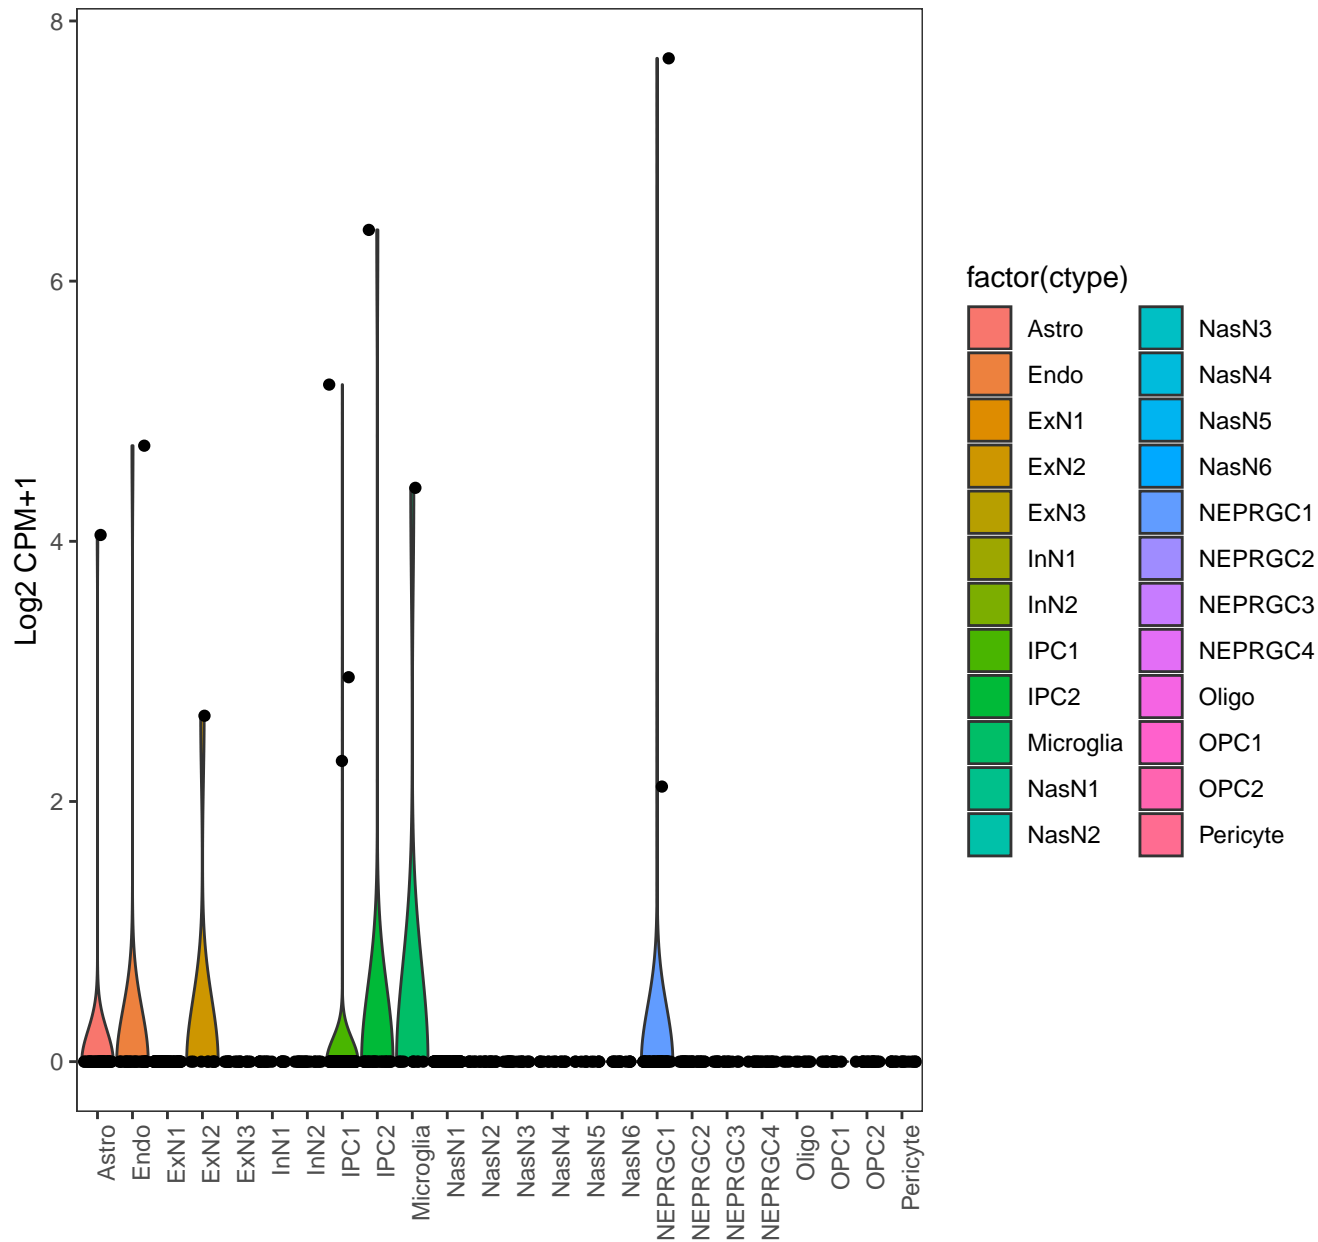 8
6
4
2
0
Log2 CPM+1
Astro
Endo
ExN1
ExN2
ExN3
InN1
InN2
IPC1
IPC2
Microglia
NasN1
NasN2
NasN3
NasN4
NasN5
NasN6
NEPRGC1
NEPRGC2
NEPRGC3
NEPRGC4
Oligo
OPC1
OPC2
Pericyte
factor(ctype)
Astro
Endo
ExN1
ExN2
ExN3
InN1
InN2
IPC1
IPC2
Microglia
NasN1
NasN2
NasN3
NasN4
NasN5
NasN6
NEPRGC1
NEPRGC2
NEPRGC3
NEPRGC4
Oligo
OPC1
OPC2
Pericyte